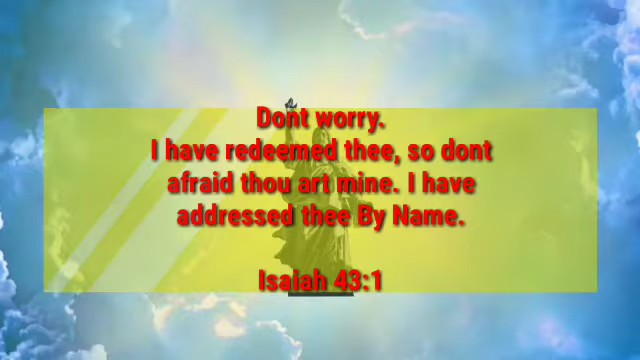 Dont worry.
I have redeemed thee, so dont
afraid thou art mine. I have
addressed thee By Name.
Isaiah 43:1